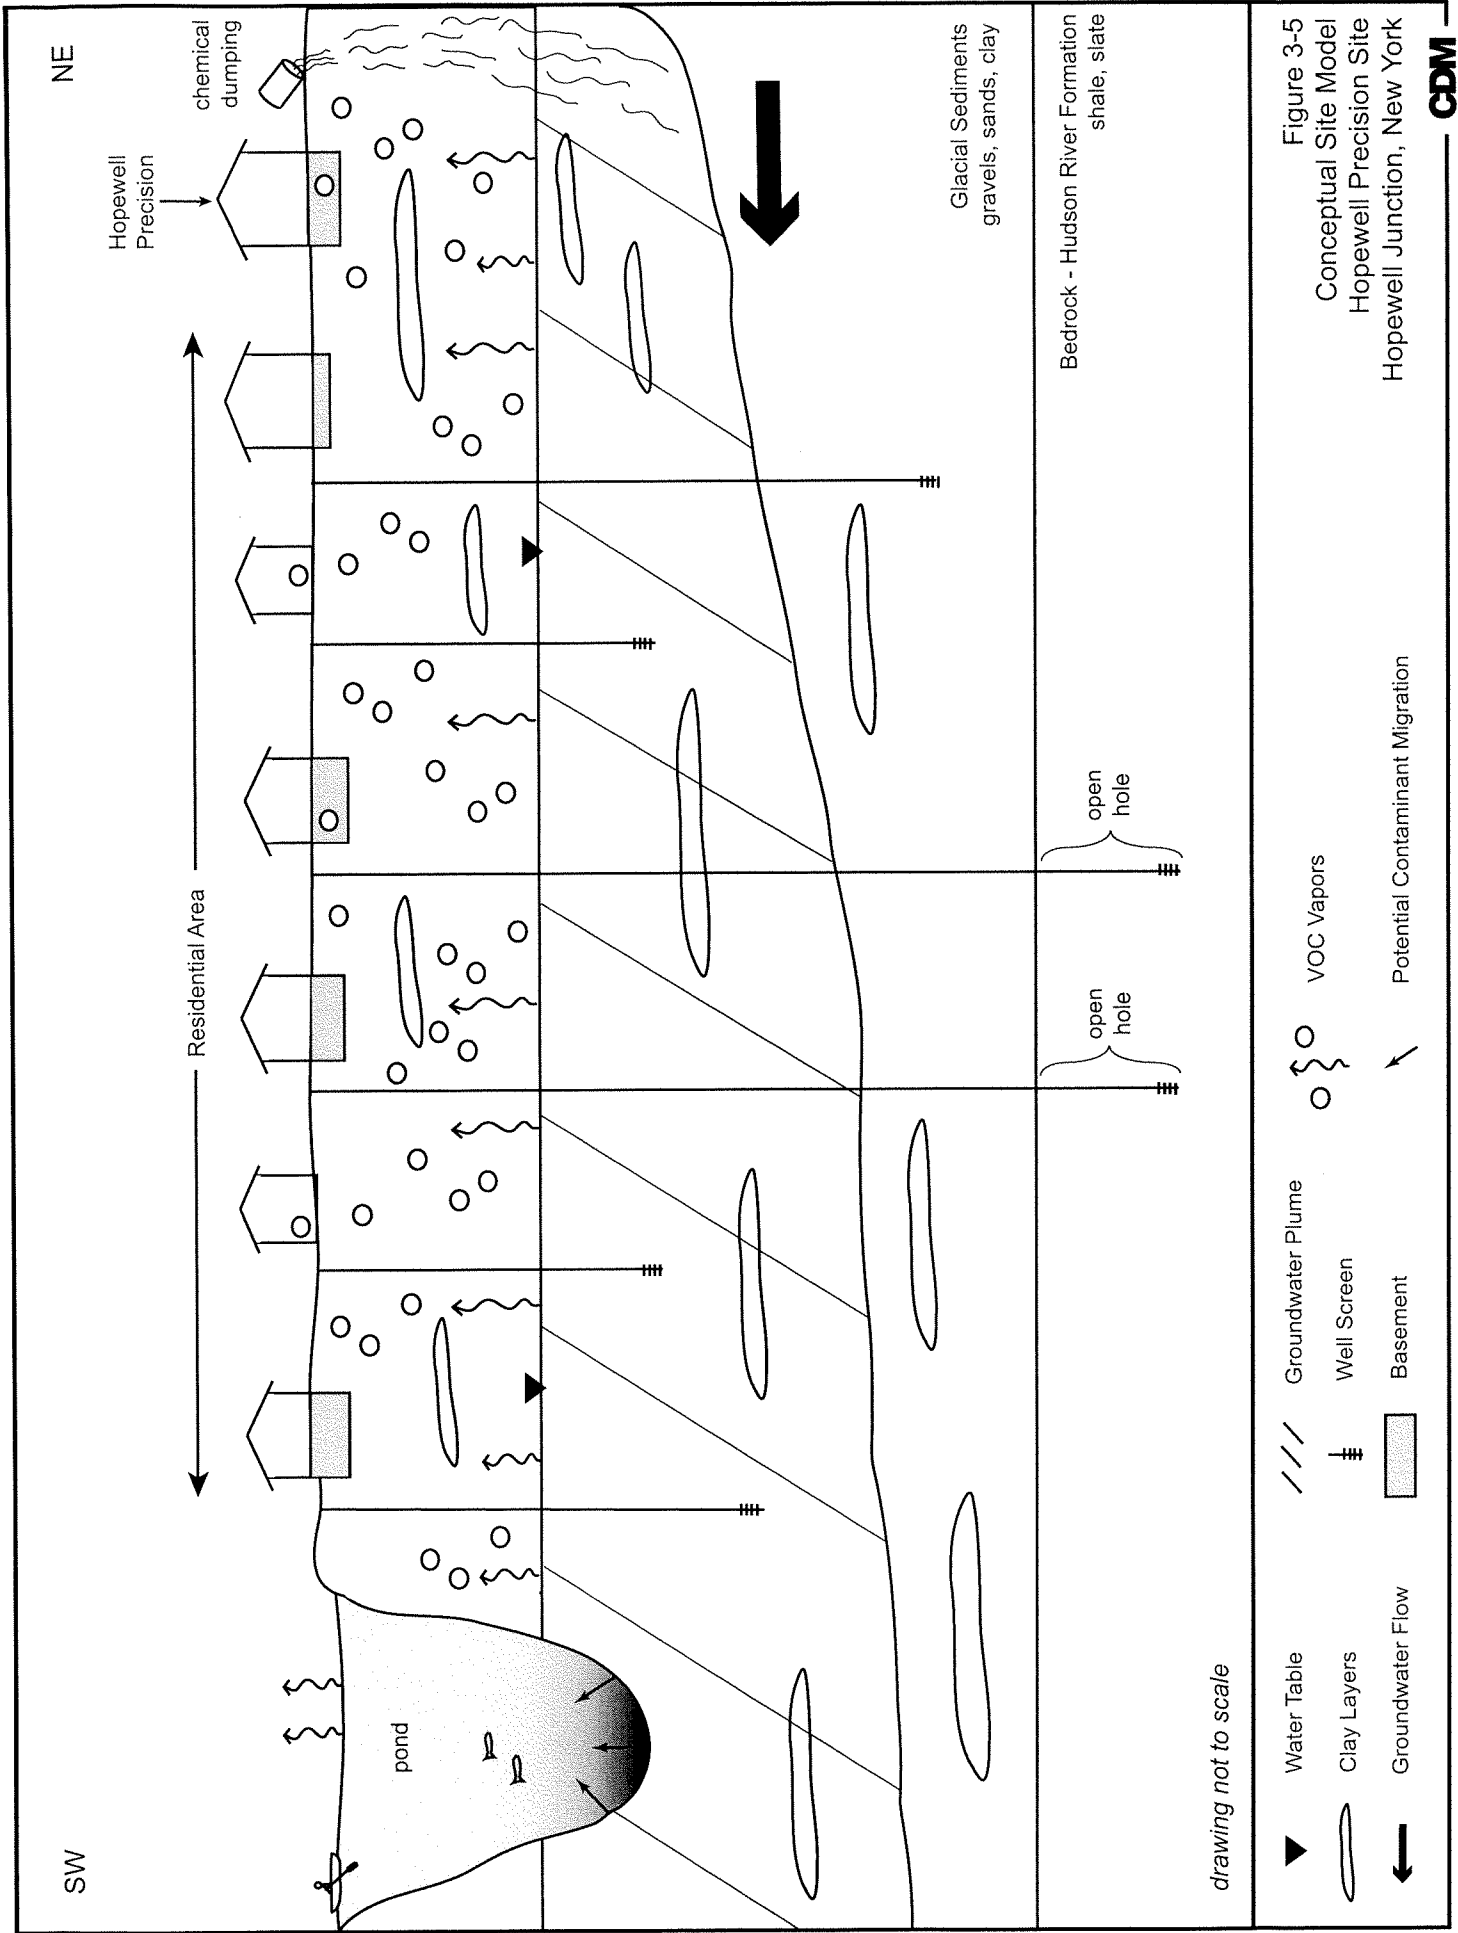 SW
NE
chemical
dumping
Hopewell
Precision
Residential Area
pond
Glacial Sediments
gravels, sands, clay
Bedrock - Hudson River Formation
shale, slate
open
hole
open
hole
drawing not to scale
Water Table
Clay Layers
Groundwater Flow
Groundwater Plume
Well Screen
Basement
VOC Vapors
Potential Contaminant Migration
Figure 3-5
Conceptual Site Model
Hopewell Precision Site
Hopewell Junction, New York
CDM